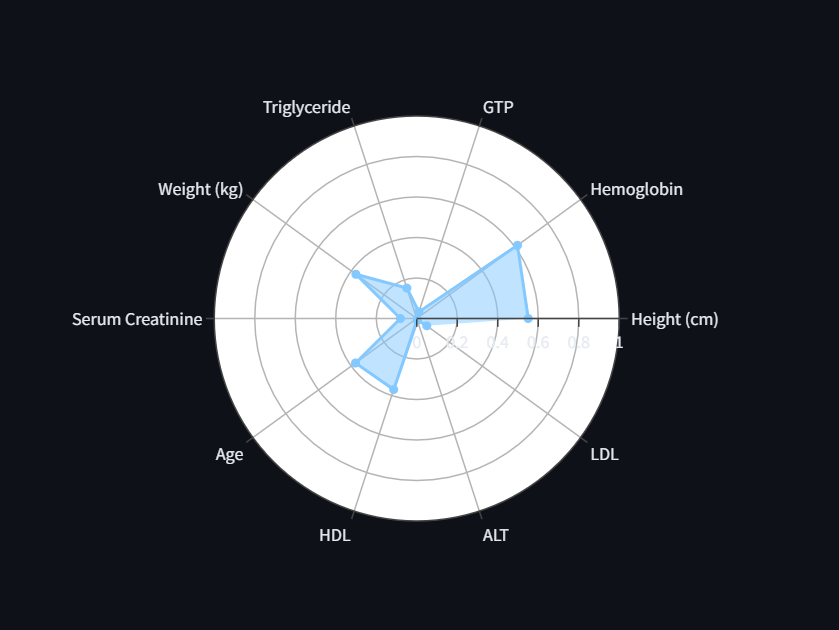 Triglyceride
GTP
Weight (kg)
Hemoglobin
Serum Creatinine
Height (cm)
0 0.2 0.4 0.6 0.8 1
Age
LDL
HDL
ALT